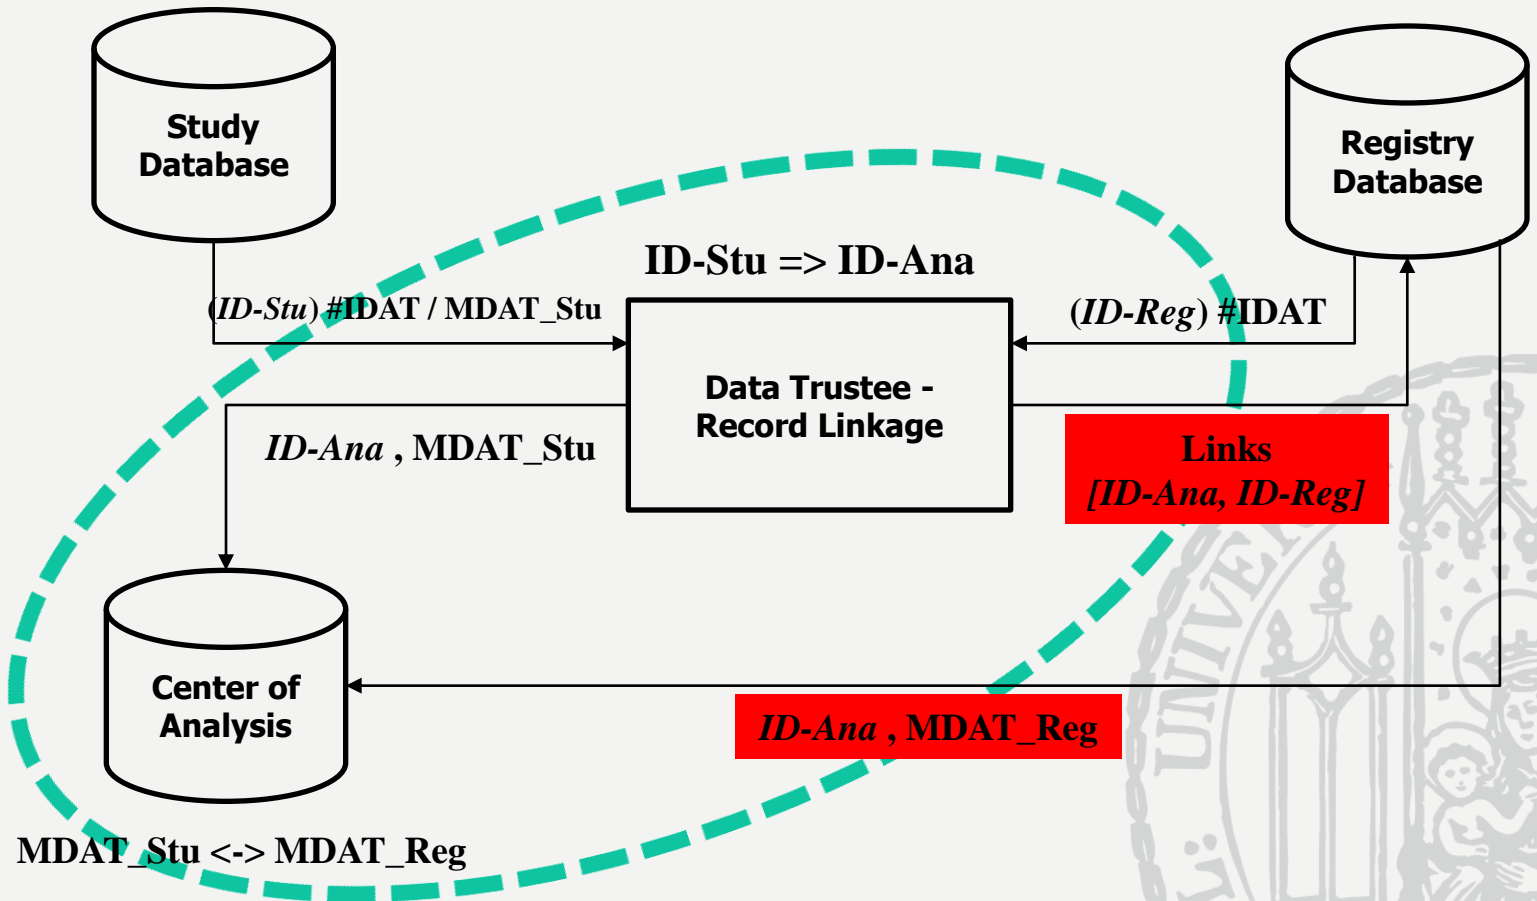 Study
Database
Registry
Database
ID-Stu => ID-Ana
(ID-Stu) #IDAT / MDAT_Stu
(ID-Reg) #IDAT
Data Trustee -
Record Linkage
ID-Ana , MDAT_Stu
Links
[ID-Ana, ID-Reg]
Center of
Analysis
ID-Ana , MDAT_Reg
MDAT_Stu <-> MDAT_Reg